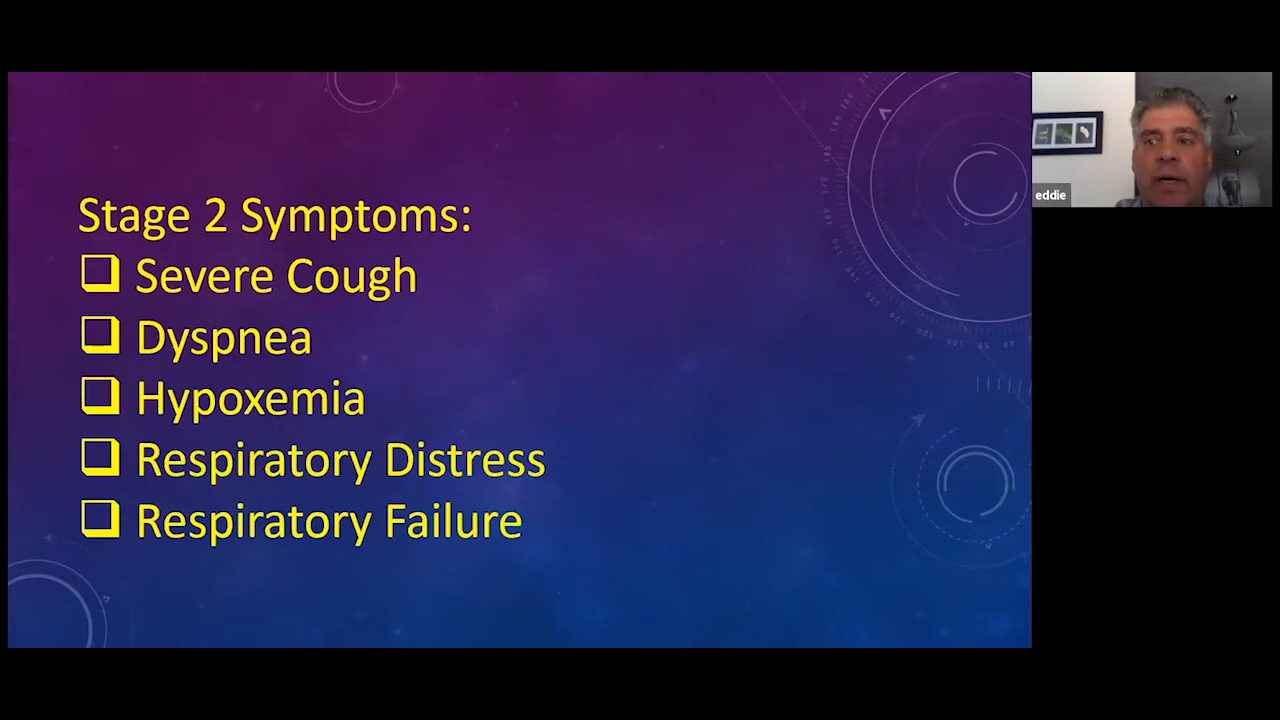 Stage 2 Symptoms:
❑ Severe Cough
❑ Dyspnea
❑ Hypoxemia
❑ Respiratory Distress
❑ Respiratory Failure
eddie